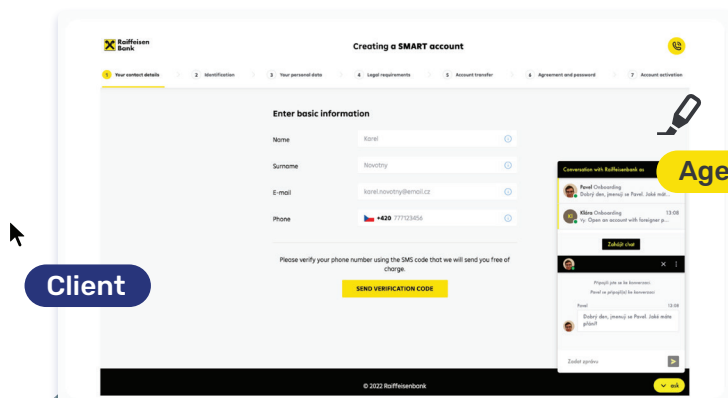 Raiffeisen
Bank
Creating a SMART account
1 Your contact details
2 Identification
3 Your personal data
4 Legal requirements
5 Account transfer
6 Agreement and password
7 Account activation
Enter basic information
Name
Karel
Surname
Novotny
E-mail
karel.novotny@email.cz
Phone
+420 777123456
Please verify your phone number using the SMS code that we will send you free of
charge.
SEND VERIFICATION CODE
© 2022 Raiffeisenbank
Client
Age
Conversation with Raiffeisenbank as
Pavel Onboarding
Dobrý den, jmenuji se Pavel. Jaké mát...
KI
Klára Onboarding 13:08
vy: Open an account with foreigner p...
Zahájit chat
Připojil jste se ke konverzaci
Pavel se připojil(a) ke konverzaci
Pavel 13:08
Dobrý den, jmenuji se Pavel. Jaké máte
přání?
Zadat zprávu
ask